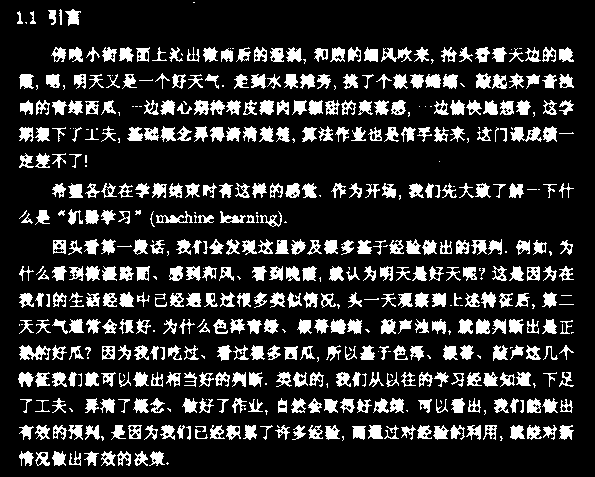 1.1 引言
傍晚小街路面上沁出微雨后的湿润, 和煦的细风吹来, 抬头看看天边的晚
霞, 嗯, 明天又是一个好天气. 走到水果摊旁, 挑了个根蒂蜷缩、敲起来声音浊
响的青绿西瓜, 一边满心期待着皮薄肉厚瓤甜的爽落感, 一边愉快地想着, 这学
期狠下了工夫, 基础概念弄得清清楚楚, 算法作业也是信手拈来, 这门课成绩一
定差不了!
希望各位在学期结束时有这样的感觉. 作为开场, 我们先大致了解一下什
么是“机器学习”(machine learning).
回头看第一段话, 我们会发现这里涉及很多基于经验做出的预判. 例如, 为
什么看到微湿路面、感到和风、看到晚霞, 就认为明天是好天呢? 这是因为在
我们的生活经验中已经遇见过很多类似情况, 头一天观察到上述特征后, 第二
天天气通常会很好. 为什么色泽青绿、根蒂蜷缩、敲声浊响, 就能判断出是正
熟的好瓜? 因为我们吃过、看过很多西瓜, 所以基于色泽、根蒂、敲声这几个
特征我们就可以做出相当好的判断. 类似的, 我们从以往的学习经验知道, 下足
了工夫、弄清了概念、做好了作业, 自然会取得好成绩. 可以看出, 我们能做出
有效的预判, 是因为我们已经积累了许多经验, 而通过对经验的利用, 就能对新
情况做出有效的决策.